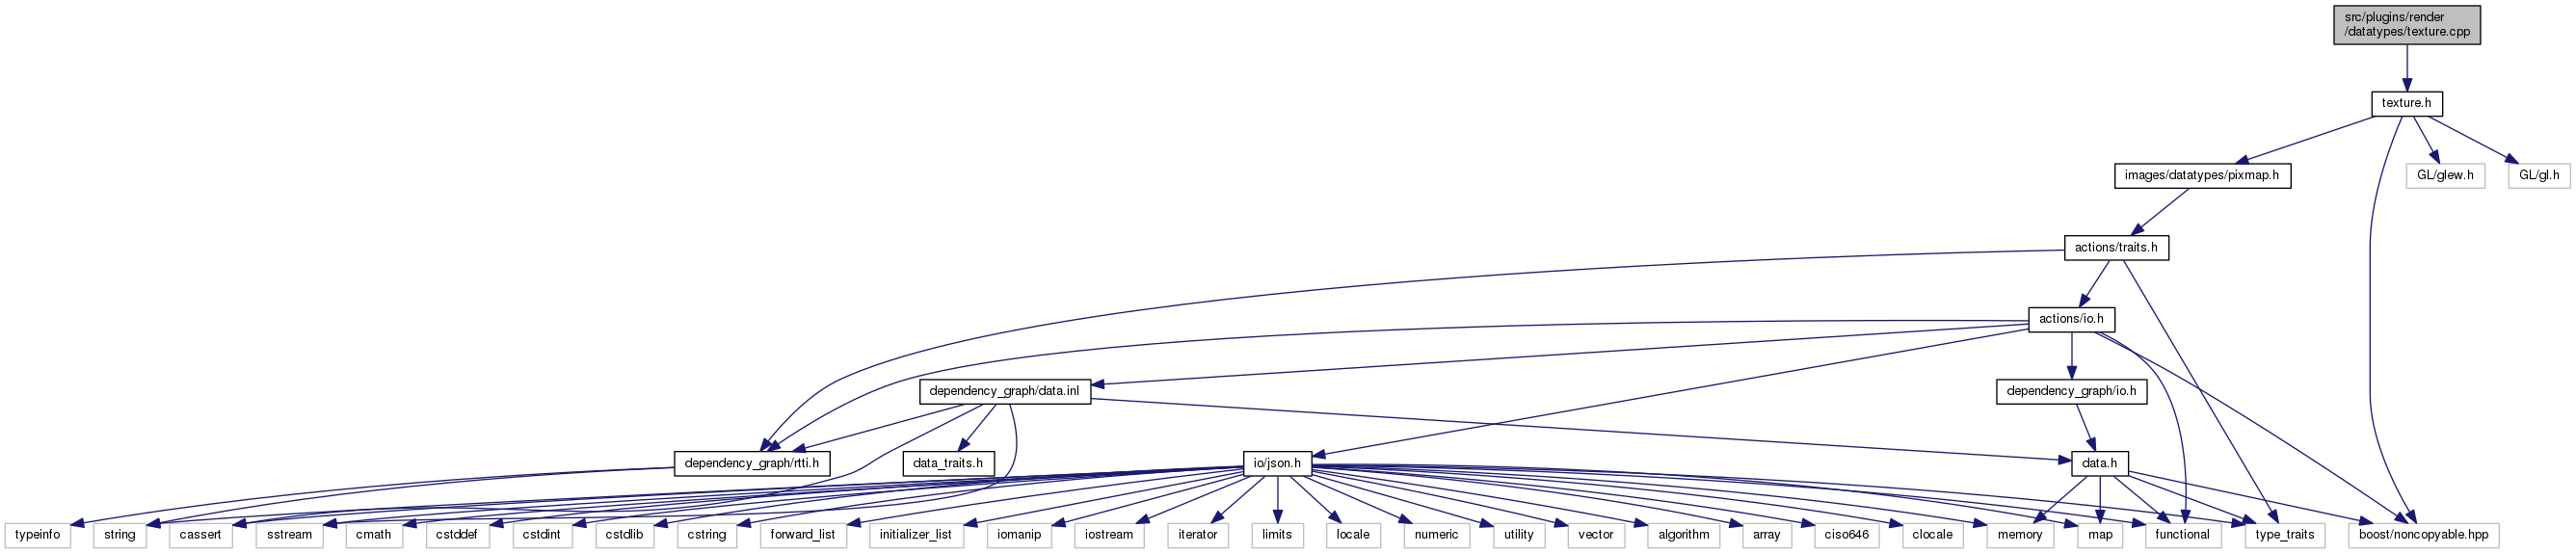 src/plugins/render
/datatypes/texture.cpp
texture.h
images/datatypes/pixmap.h
GL/glew.h
GL/gl.h
actions/traits.h
actions/io.h
dependency_graph/data.inl
dependency_graph/io.h
dependency_graph/rtti.h
data_traits.h
io/json.h
data.h
typeinfo
string
cassert
sstream
cmath
cstddef
cstdint
cstdlib
cstring
forward_list
initializer_list
iomanip
iostream
iterator
limits
locale
numeric
utility
vector
algorithm
array
ciso646
clocale
memory
map
functional
type_traits
boost/noncopyable.hpp